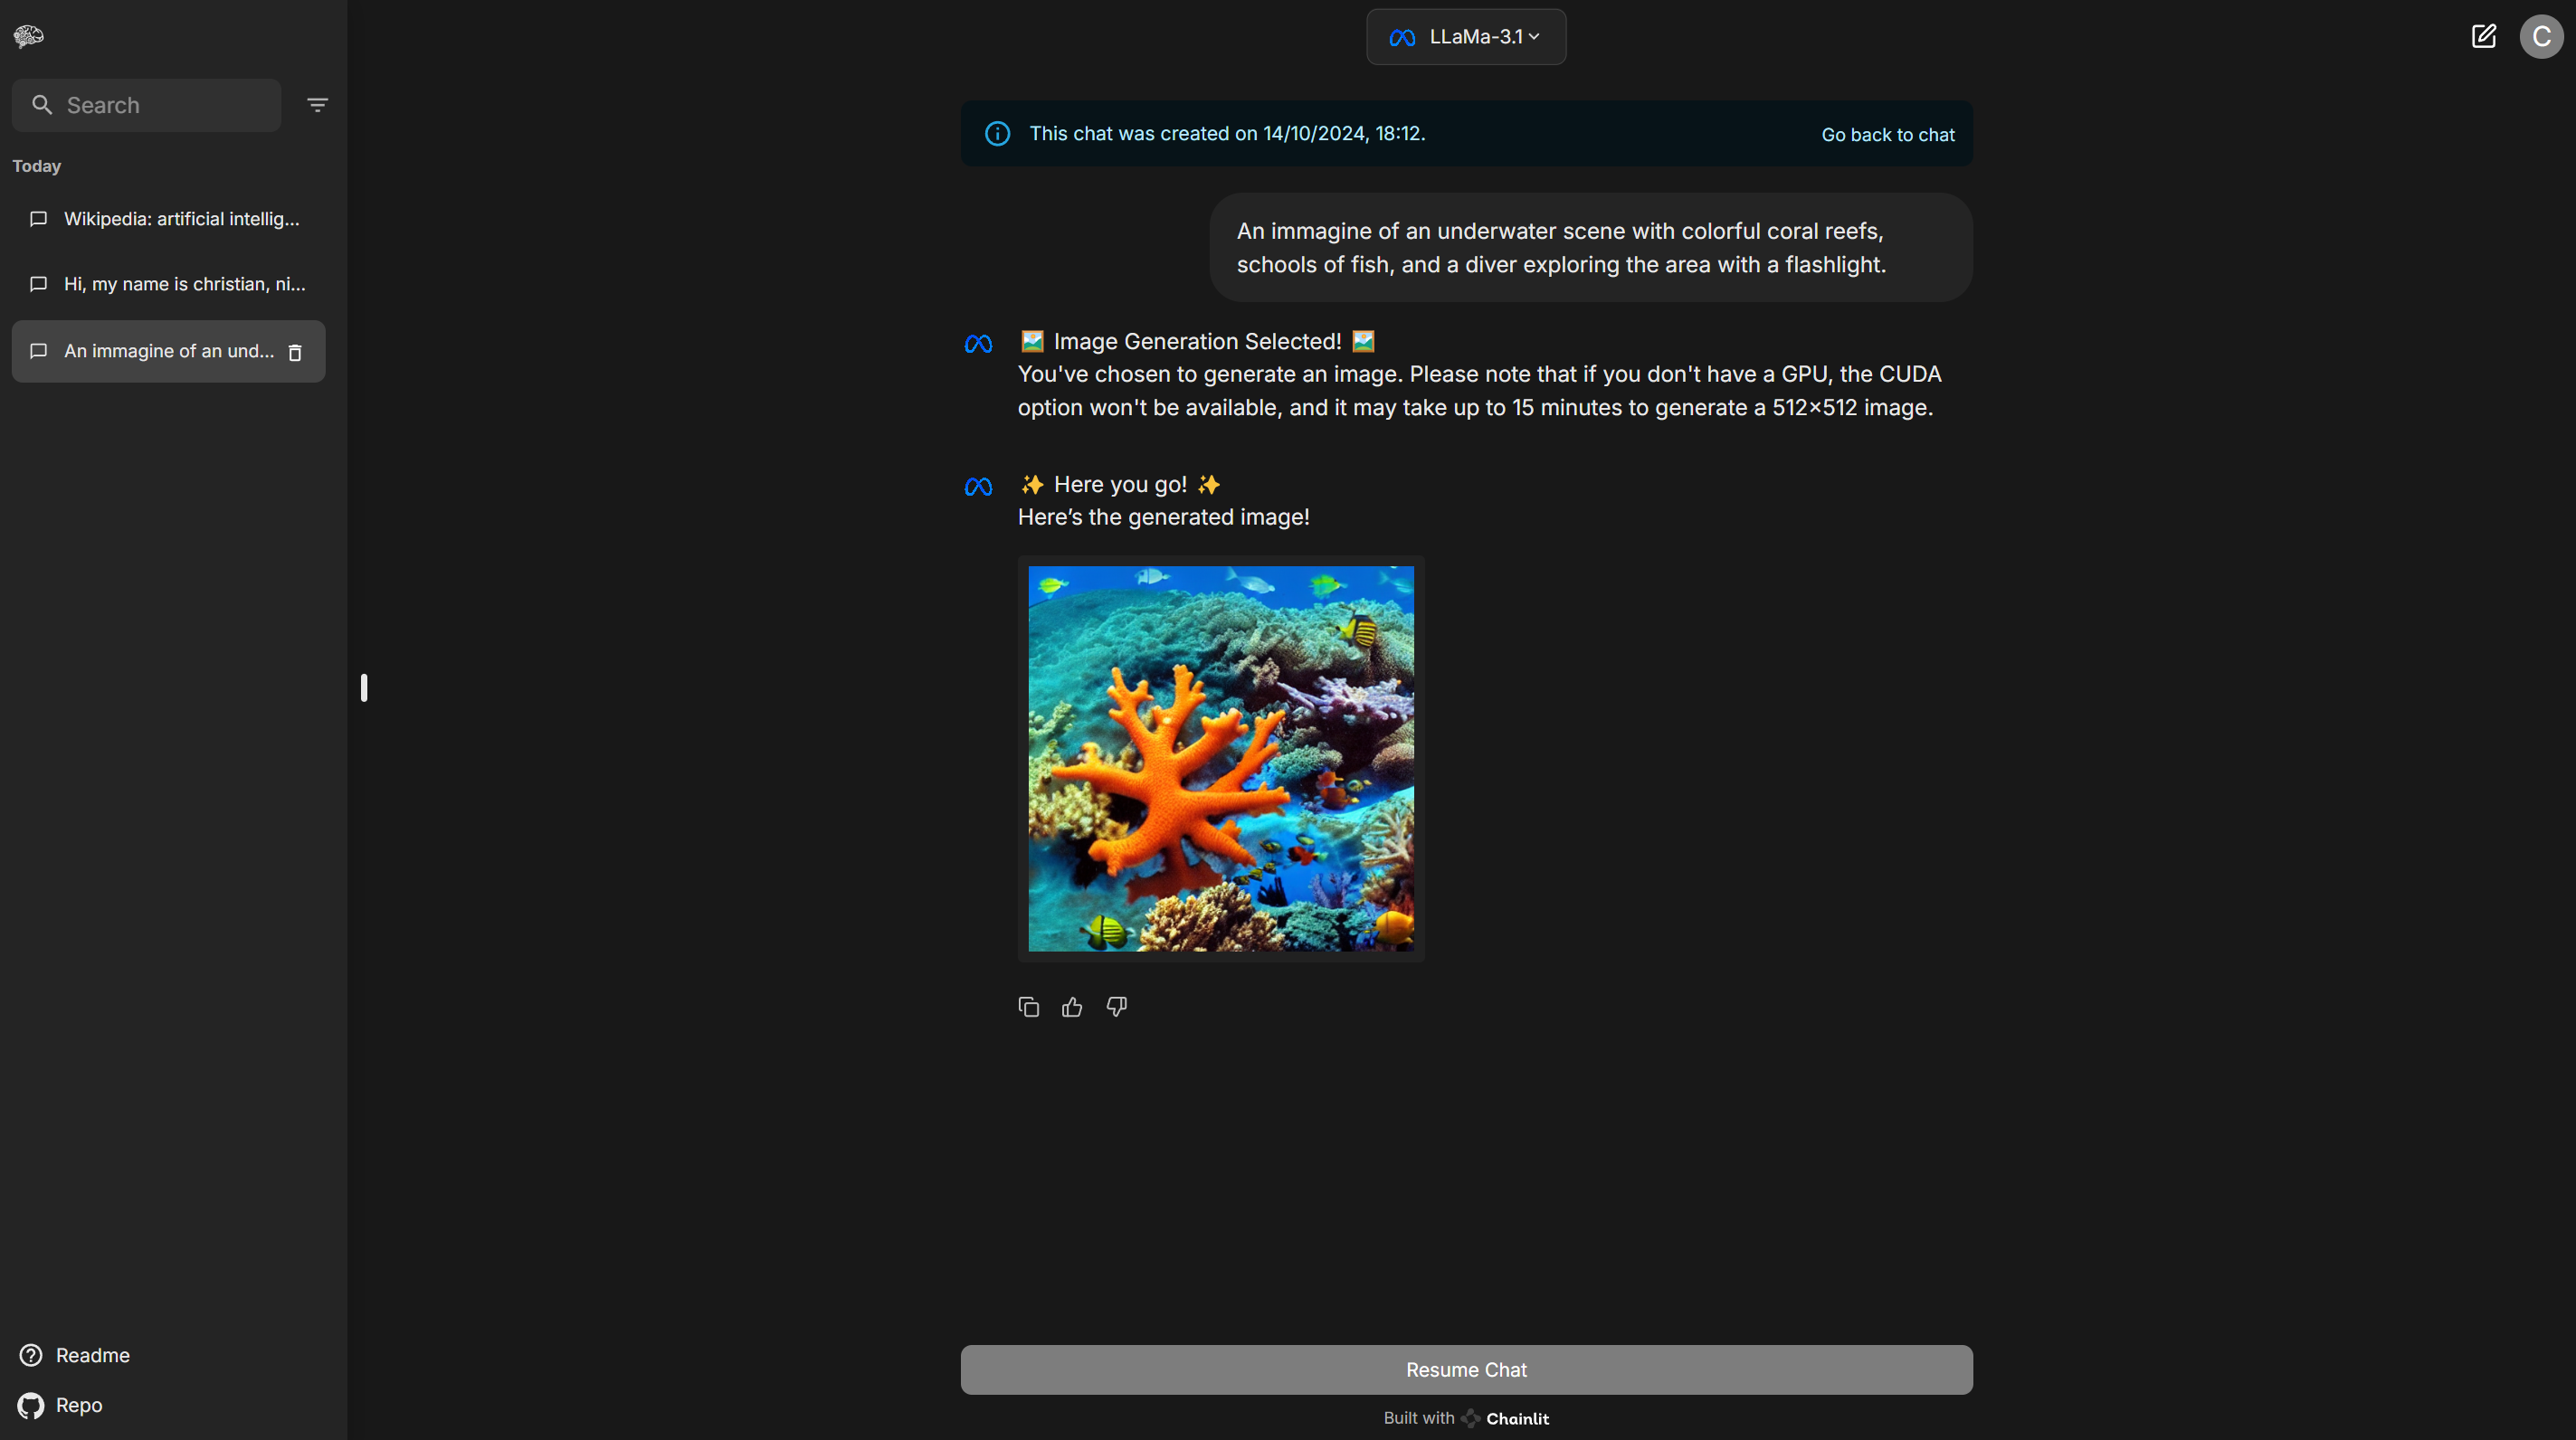 Search
Today
Wikipedia: artificial intellig...
Hi, my name is christian, ni...
An immagine of an und...
Readme
Repo
LLaMa-3.1
C
This chat was created on 14/10/2024, 18:12.
Go back to chat
An immagine of an underwater scene with colorful coral reefs,
schools of fish, and a diver exploring the area with a flashlight.
🖼️ Image Generation Selected! 🖼️
You've chosen to generate an image. Please note that if you don't have a GPU, the CUDA
option won't be available, and it may take up to 15 minutes to generate a 512×512 image.
✨ Here you go! ✨
Here’s the generated image!
Resume Chat
Built with Chainlit